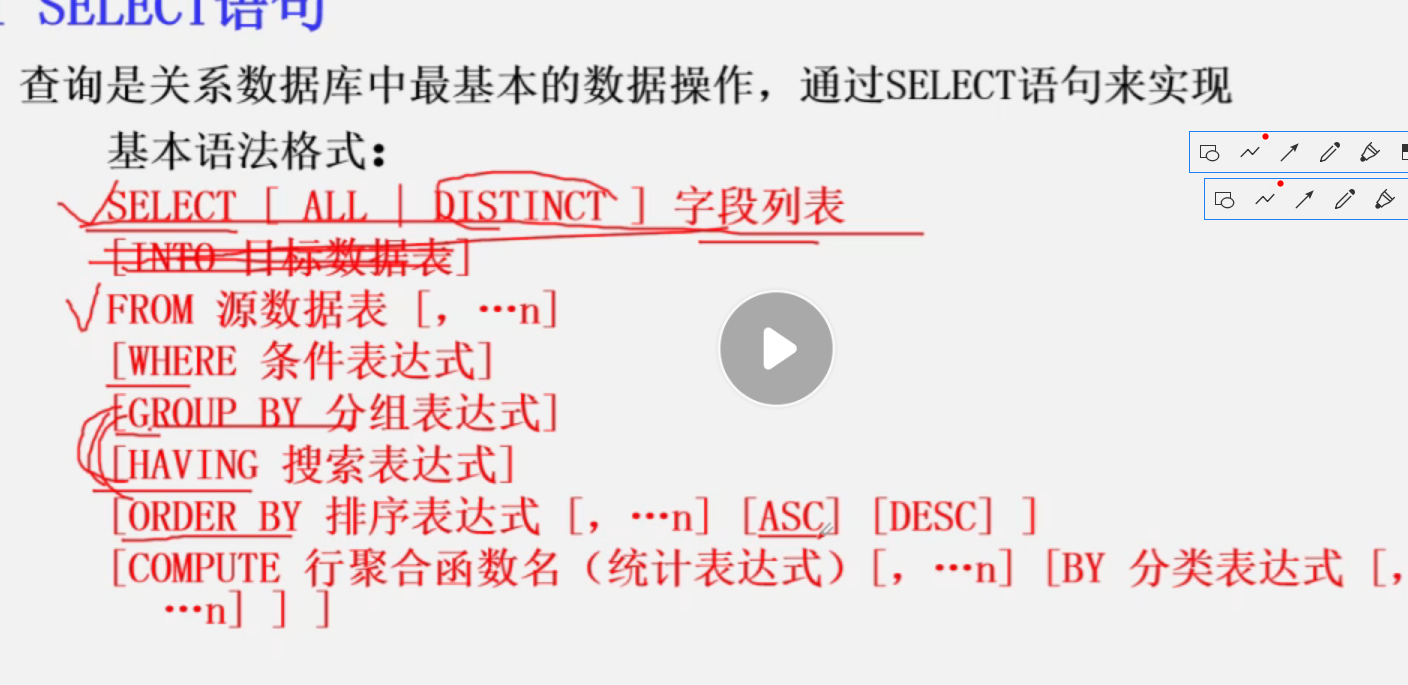 SELECT语句
查询是关系数据库中最基本的数据操作，通过SELECT语句来实现
基本语法格式：
SELECT [ ALL | DISTINCT ] 字段列表
[INTO 目标数据表]
FROM 源数据表 [，…n]
[WHERE 条件表达式]
[GROUP BY 分组表达式]
[HAVING 搜索表达式]
[ORDER BY 排序表达式 [，…n] [ASC] [DESC] ]
[COMPUTE 行聚合函数名（统计表达式）[，…n] [BY 分类表达式 [，
…n] ] ]